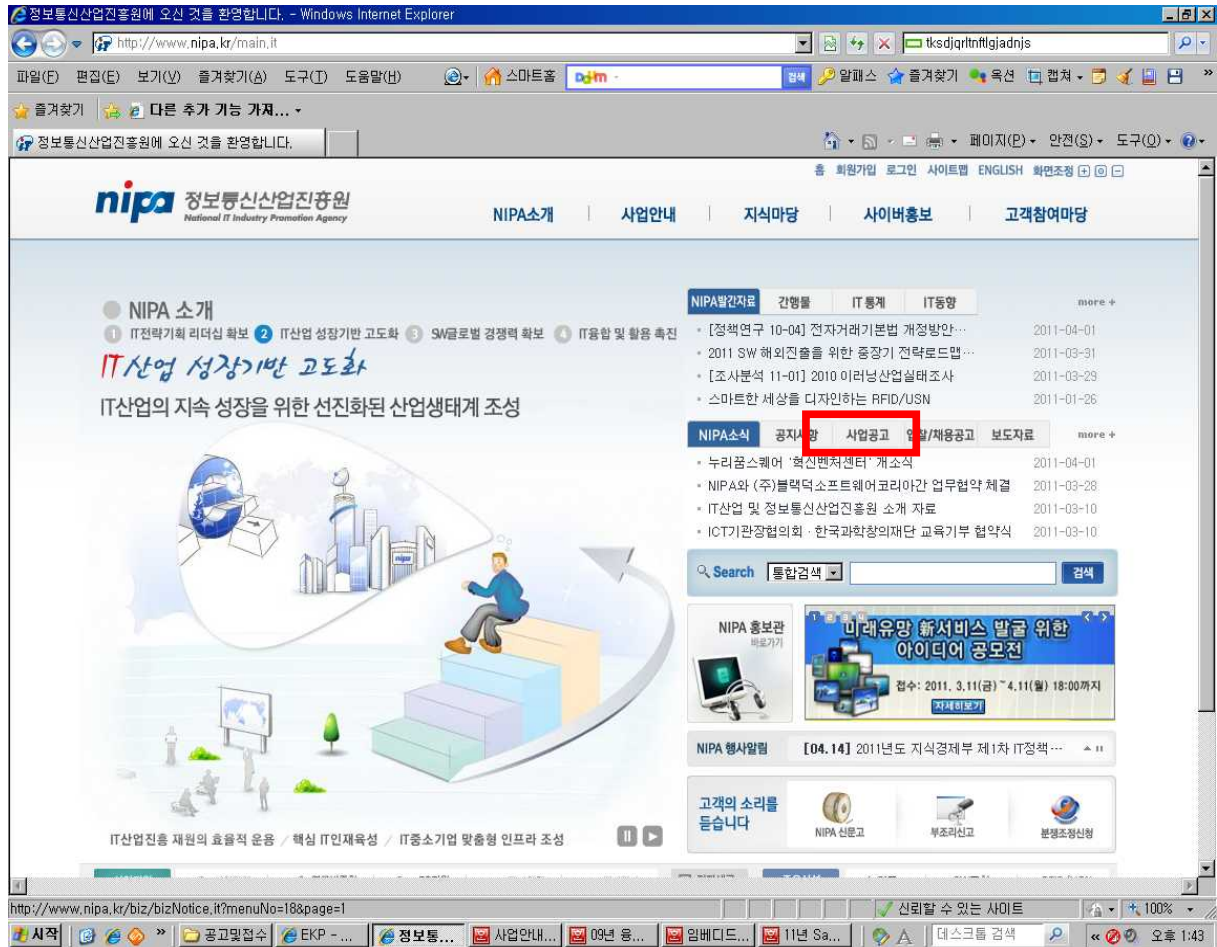 정보통신산업진흥원에 오신 것을 환영합니다. - Windows Internet Explorer
http://www.nipa.kr/main.it
tksdjqrltnftlgjadnjs
파일(F) 편집(E) 보기(V) 즐겨찾기(A) 도구(T) 도움말(H)
스마트홈 Daum 검색 알패스 즐겨찾기 옥션 캡쳐 »
즐겨찾기 다른 추가 기능 가져...
정보통신산업진흥원에 오신 것을 환영합니다.
페이지(P) 안전(S) 도구(O)
홈 회원가입 로그인 사이트맵 ENGLISH 화면조정
nipa 정보통신산업진흥원
National IT Industry Promotion Agency
NIPA소개 사업안내 지식마당 사이버홍보 고객참여마당
NIPA 소개
1 IT전략기획 리더십 확보 2 IT산업 성장기반 고도화 3 SW글로벌 경쟁력 확보 4 IT융합 및 활용 촉진
IT산업 성장기반 고도화
IT산업의 지속 성장을 위한 선진화된 산업생태계 조성
nipa
IT산업진흥 재원의 효율적 운용 / 핵심 IT인재육성 / IT중소기업 맞춤형 인프라 조성
NIPA발간자료 간행물 IT통계 IT동향 more +
[정책연구 10-04] 전자거래기본법 개정방안… 2011-04-01
2011 SW 해외진출을 위한 중장기 전략로드맵… 2011-03-31
[조사분석 11-01] 2010 이러닝산업실태조사 2011-03-29
스마트한 세상을 디자인하는 RFID/USN 2011-01-26
NIPA소식 공지사항 사업공고 입찰/채용공고 보도자료 more +
누리꿈스퀘어 '혁신벤처센터' 개소식 2011-04-01
NIPA와 (주)블랙덕소프트웨어코리아간 업무협약 체결 2011-03-28
IT산업 및 정보통신산업진흥원 소개 자료 2011-03-10
ICT기관장협의회 · 한국과학창의재단 교육기부 협약식 2011-03-10
Search 통합검색 검색
NIPA 홍보관
바로가기
1 2 3 4
미래유망 新서비스 발굴 위한
아이디어 공모전
접수: 2011. 3.11(금) ~ 4.11(월) 18:00까지
자세히보기
NIPA 행사알림 [04.14] 2011년도 지식경제부 제1차 IT정책…
고객의 소리를
듣습니다
NIPA 신문고 부조리신고 분쟁조정신청
http://www.nipa.kr/biz/bizNotice.it?menuNo=18&page=1
신뢰할 수 있는 사이트 100%
시작 » 공고및접수 EKP - ... 정보통... 사업안내... 09년 융... 임베디드... 11년 Sa... A 데스크톱 검색 « 오후 1:43